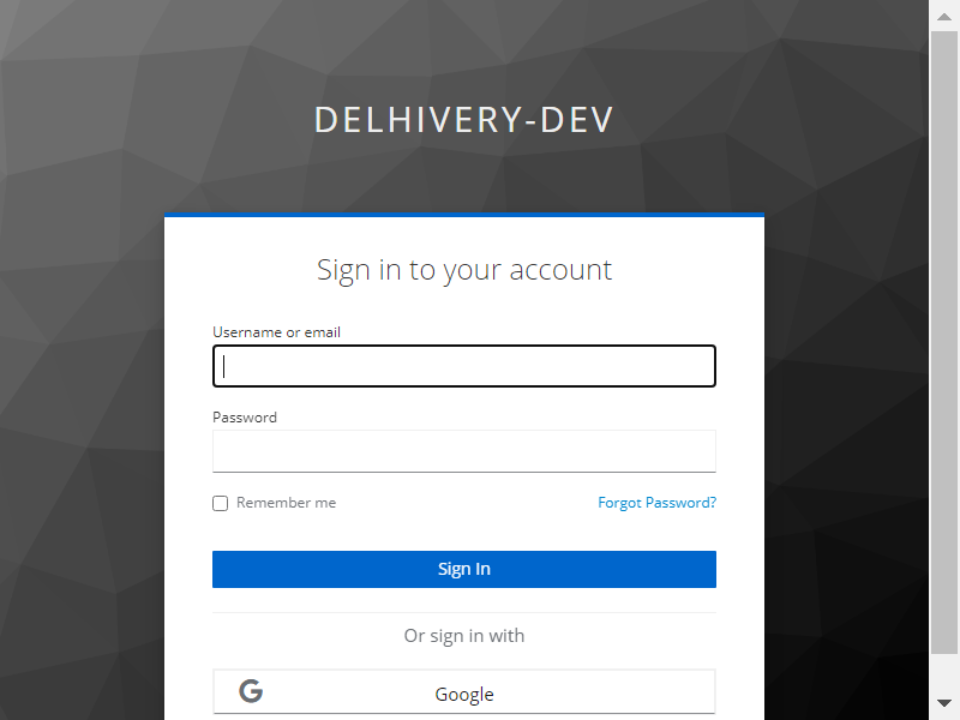 DELHIVERY-DEV
Sign in to your account
Username or email
Password
Remember me
Forgot Password?
Sign In
Or sign in with
Google